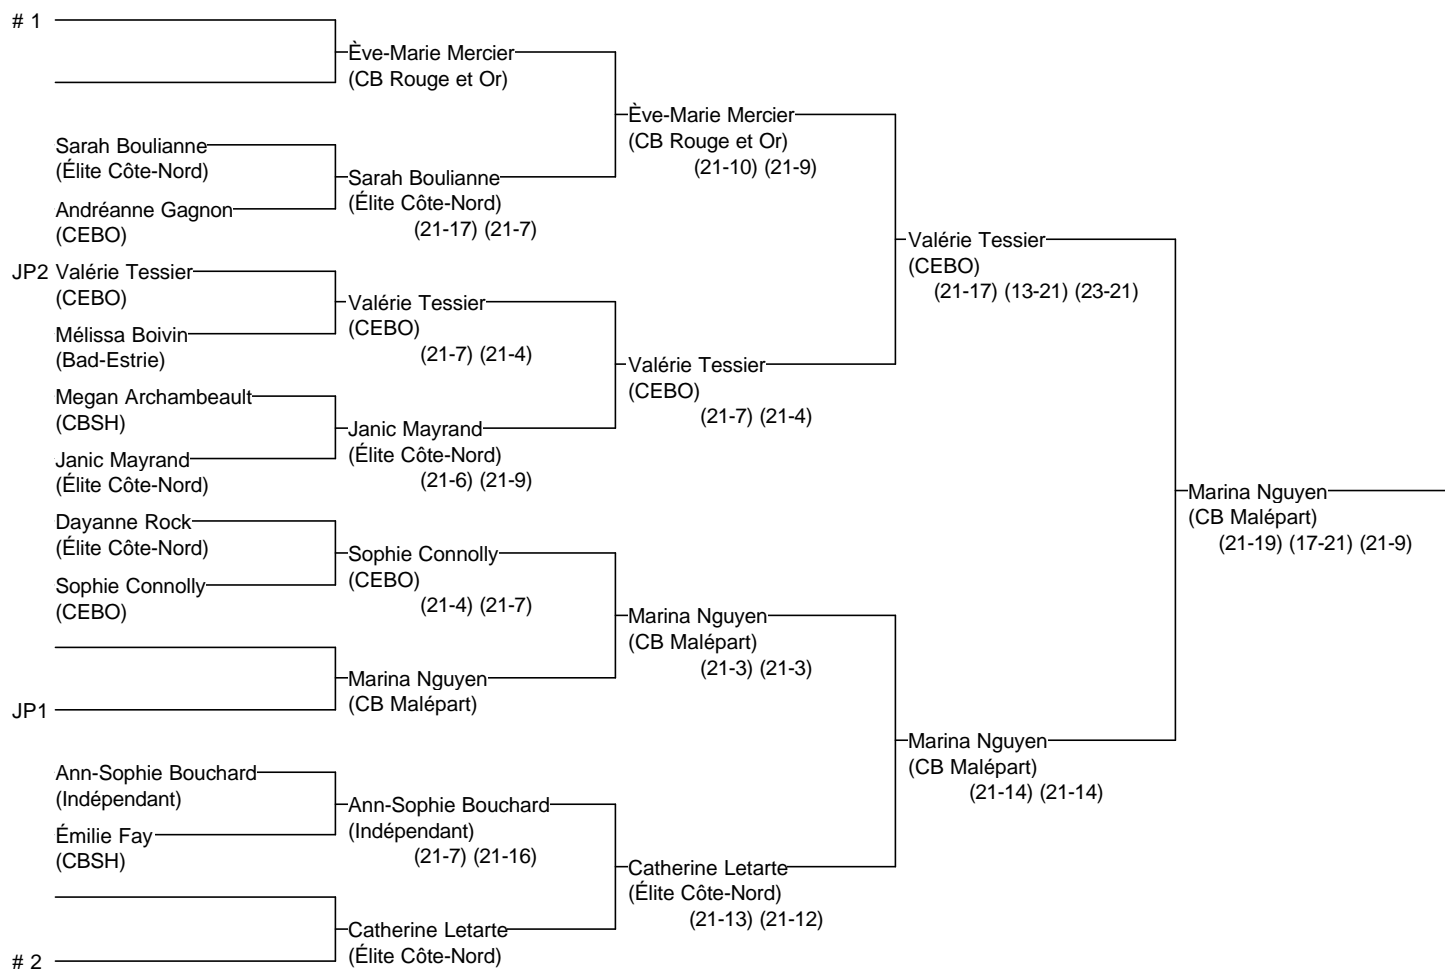 # 1
Ève-Marie Mercier
(CB Rouge et Or)
Ève-Marie Mercier
(CB Rouge et Or)
(21-10) (21-9)
Sarah Boulianne
(Élite Côte-Nord)
Sarah Boulianne
(Élite Côte-Nord)
(21-17) (21-7)
Andréanne Gagnon
(CEBO)
Valérie Tessier
(CEBO)
(21-17) (13-21) (23-21)
JP2 Valérie Tessier
(CEBO)
Valérie Tessier
(CEBO)
(21-7) (21-4)
Mélissa Boivin
(Bad-Estrie)
Valérie Tessier
(CEBO)
(21-7) (21-4)
Megan Archambeault
(CBSH)
Janic Mayrand
(Élite Côte-Nord)
(21-6) (21-9)
Janic Mayrand
(Élite Côte-Nord)
Marina Nguyen
(CB Malépart)
(21-19) (17-21) (21-9)
Dayanne Rock
(Élite Côte-Nord)
Sophie Connolly
(CEBO)
(21-4) (21-7)
Sophie Connolly
(CEBO)
Marina Nguyen
(CB Malépart)
(21-3) (21-3)
Marina Nguyen
(CB Malépart)
JP1
Marina Nguyen
(CB Malépart)
(21-14) (21-14)
Ann-Sophie Bouchard
(Indépendant)
Ann-Sophie Bouchard
(Indépendant)
(21-7) (21-16)
Émilie Fay
(CBSH)
Catherine Letarte
(Élite Côte-Nord)
(21-13) (21-12)
Catherine Letarte
(Élite Côte-Nord)
# 2